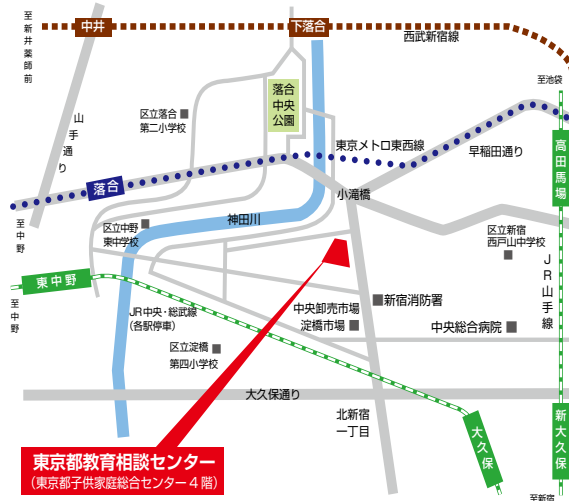 至新井薬師前
中井
下落合
西武新宿線
至池袋
山手通り
区立落合
第二小学校
落合
中央
公園
東京メトロ東西線
早稲田通り
高田馬場
落合
小滝橋
至中野
区立中野
東中学校
神田川
区立新宿
西戸山中学校
東中野
至中野
JR中央・総武線
（各駅停車）
中央卸売市場
淀橋市場
新宿消防署
中央総合病院
JR山手線
区立淀橋
第四小学校
大久保通り
北新宿
一丁目
大久保
新大久保
東京都教育相談センター
（東京都子供家庭総合センター４階）
至新宿